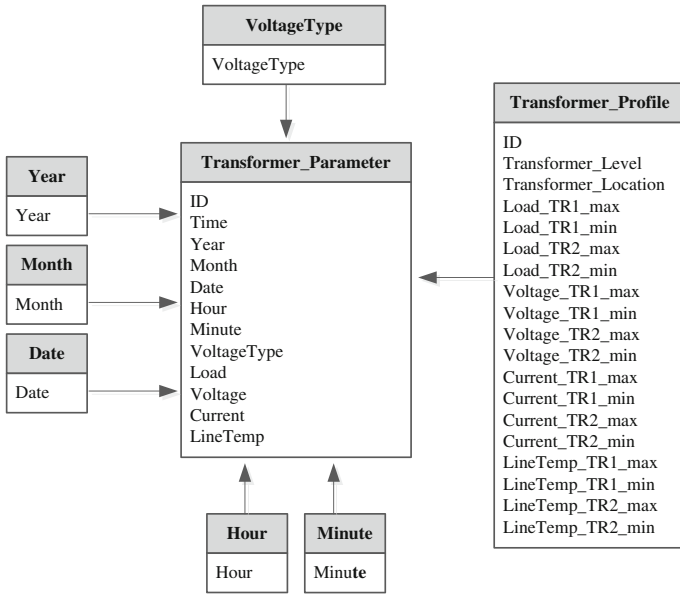 VoltageType
VoltageType
Transformer_Profile
ID
Transformer_Level
Transformer_Location
Load_TR1_max
Load_TR1_min
Load_TR2_max
Load_TR2_min
Voltage_TR1_max
Voltage_TR1_min
Voltage_TR2_max
Voltage_TR2_min
Current_TR1_max
Current_TR1_min
Current_TR2_max
Current_TR2_min
LineTemp_TR1_max
LineTemp_TR1_min
LineTemp_TR2_max
LineTemp_TR2_min
Transformer_Parameter
ID
Time
Year
Month
Date
Hour
Minute
VoltageType
Load
Voltage
Current
LineTemp
Year
Year
Month
Month
Date
Date
Hour
Hour
Minute
Minute